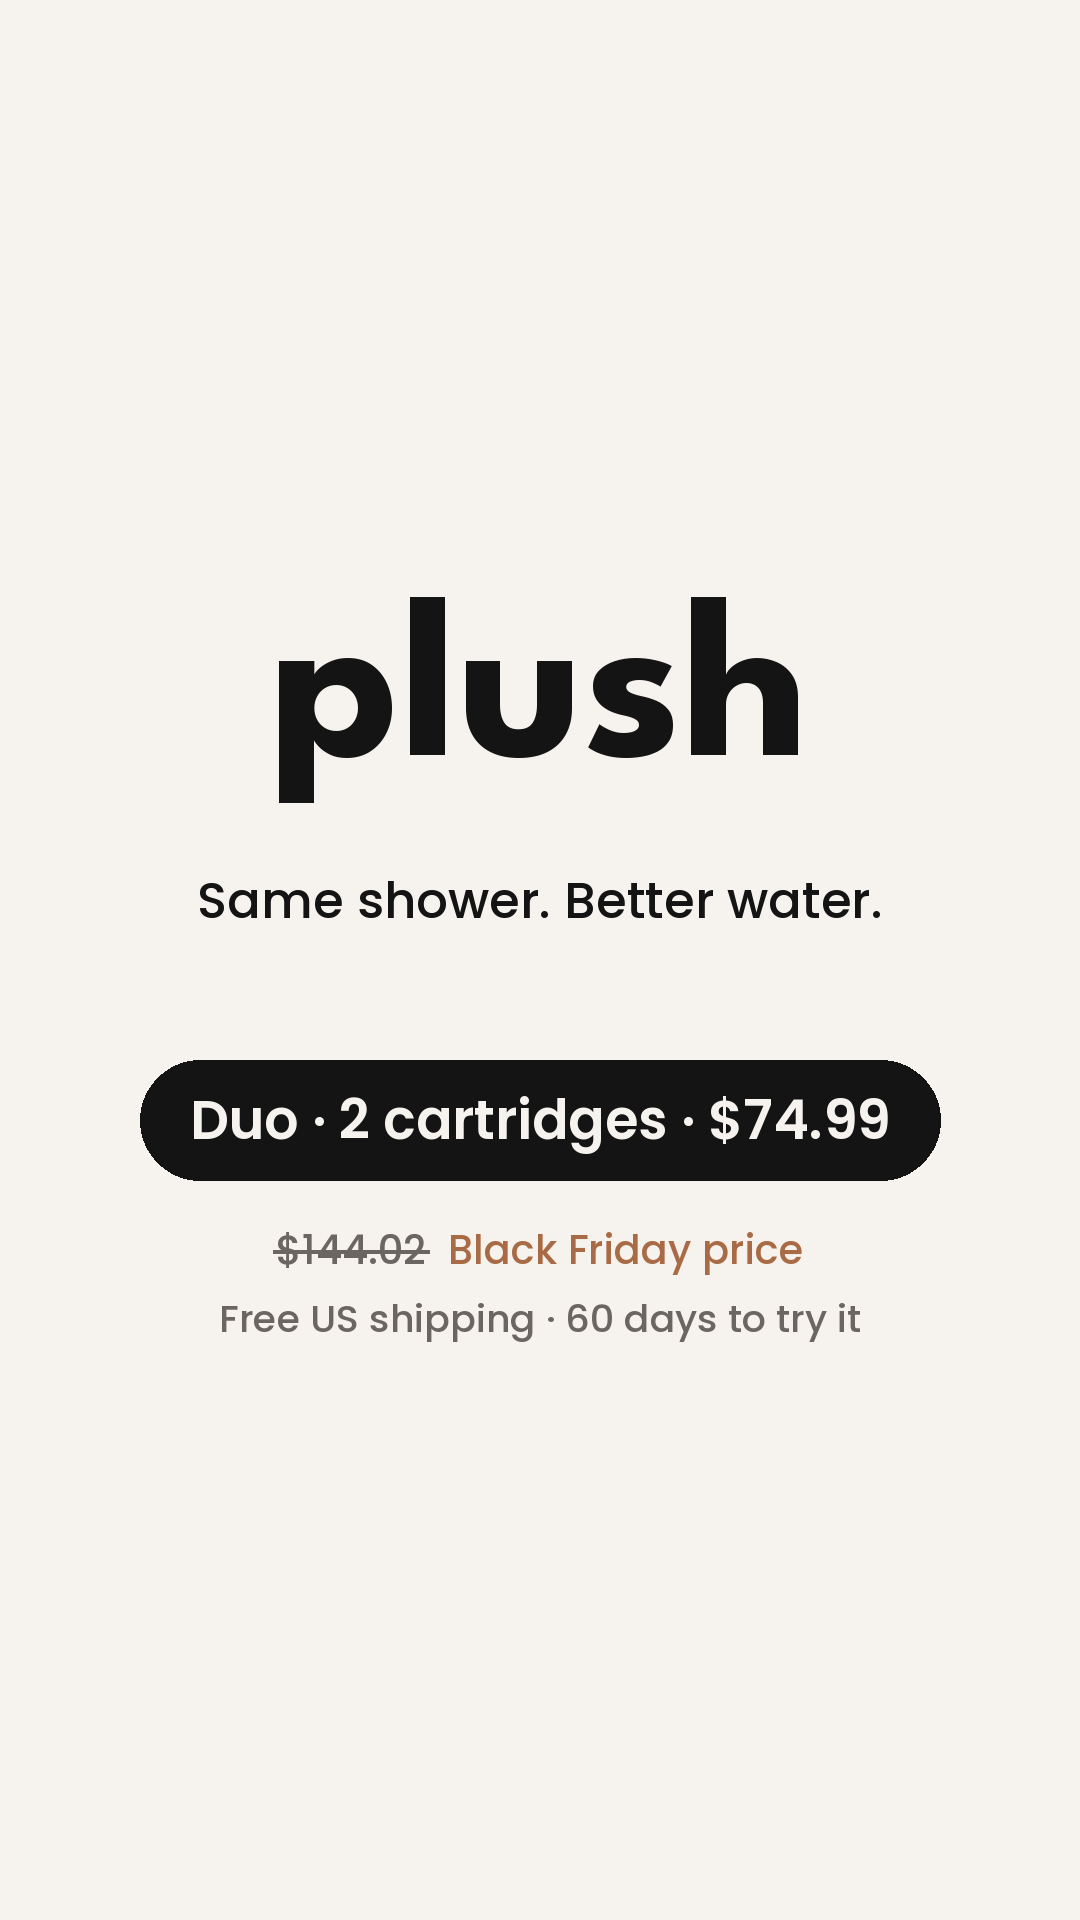 plush
Same shower. Better water.
Duo · 2 cartridges · $74.99
$144.02 Black Friday price
Free US shipping · 60 days to try it